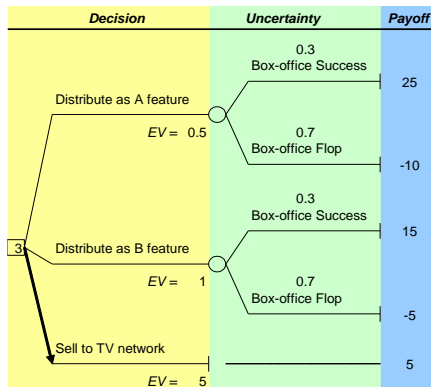 Decision Uncertainty Payoff
0.3
Box-office Success
25
Distribute as A feature
EV = 0.5
0.7
Box-office Flop
-10
0.3
Box-office Success
15
3
Distribute as B feature
EV = 1
0.7
Box-office Flop
-5
Sell to TV network
5
EV = 5